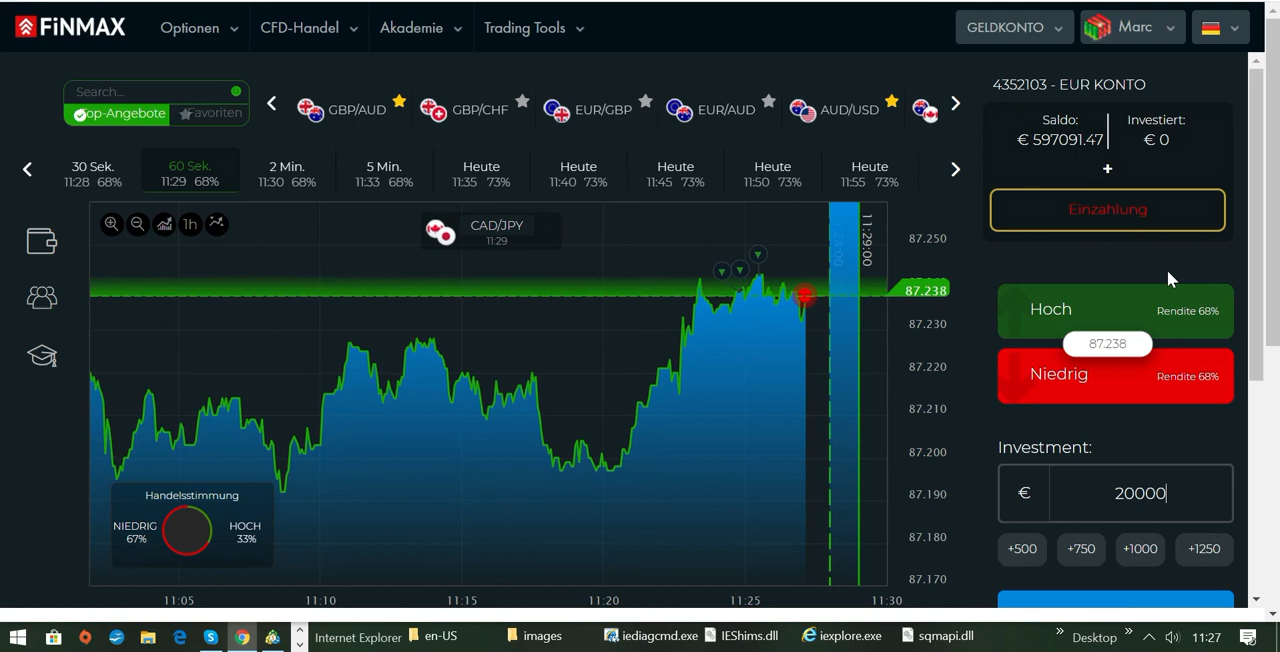 FiNMAX
Optionen
CFD-Handel
Akademie
Trading Tools
GELDKONTO
Marc
Search...
Top-Angebote
Favoriten
GBP/AUD
GBP/CHF
EUR/GBP
EUR/AUD
AUD/USD
4352103 - EUR KONTO
Saldo:
€ 597091.47
Investiert:
€ 0
+
Einzahlung
30 Sek.
11:28 68%
60 Sek.
11:29 68%
2 Min.
11:30 68%
5 Min.
11:33 68%
Heute
11:35 73%
Heute
11:40 73%
Heute
11:45 73%
Heute
11:50 73%
Heute
11:55 73%
1h
CAD/JPY
11:29
11:29:00
87.250
87.238
87.230
87.220
87.210
87.200
87.190
87.180
87.170
Handelsstimmung
NIEDRIG
67%
HOCH
33%
11:05
11:10
11:15
11:20
11:25
11:30
Hoch
Rendite 68%
87.238
Niedrig
Rendite 68%
Investment:
€
20000
+500
+750
+1000
+1250
Internet Explorer
en-US
images
iediagcmd.exe
IEShims.dll
iexplore.exe
sqmapi.dll
Desktop
11:27